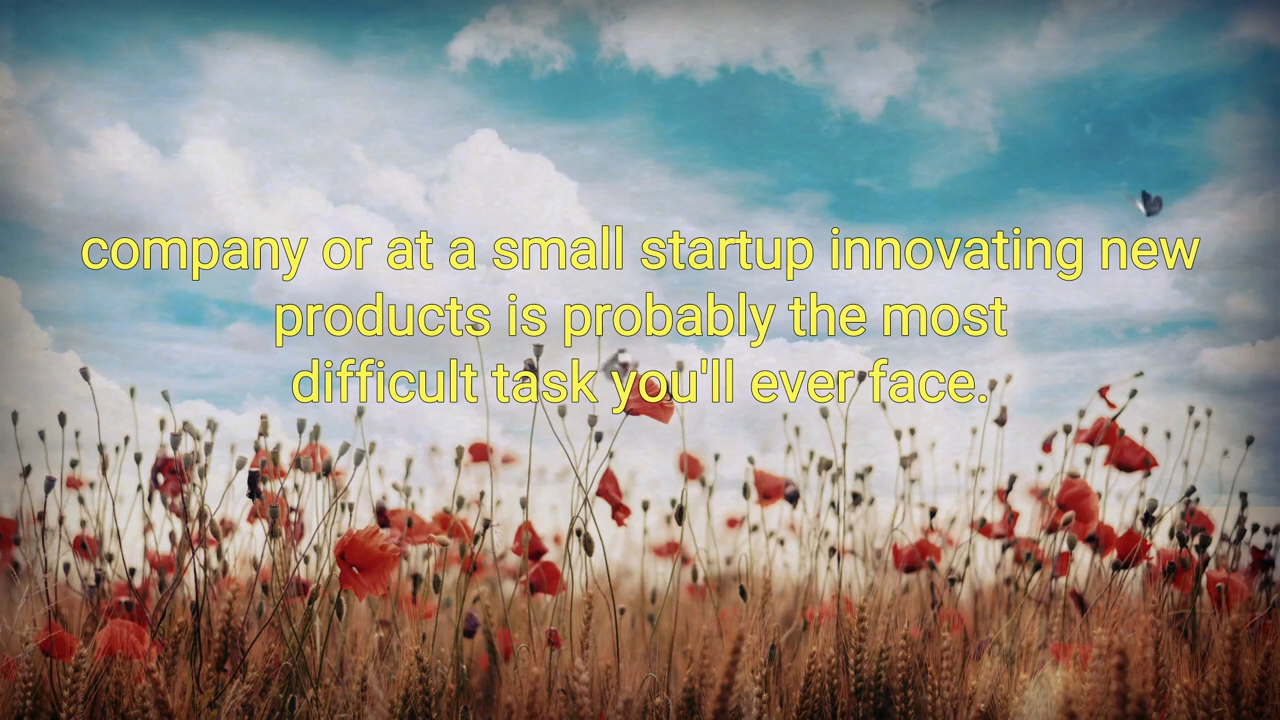 company or at a small startup innovating new
products is probably the most
difficult task you'll ever face.